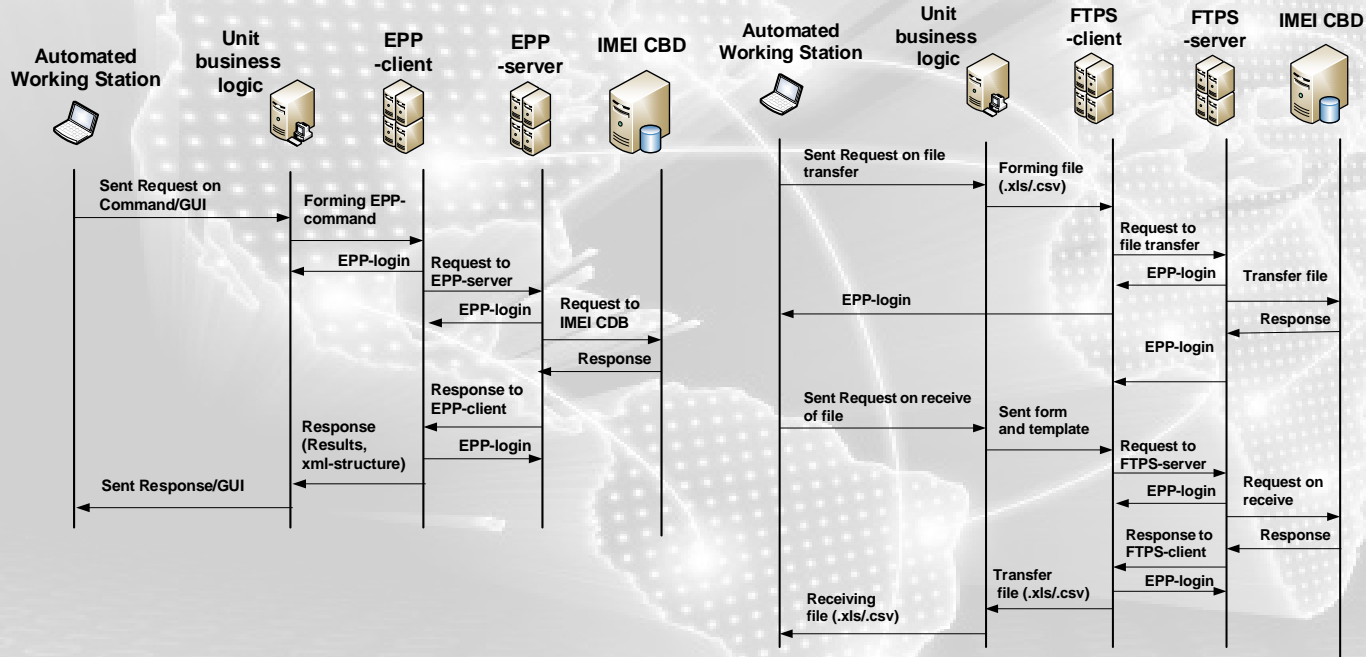 Automated
Working Station
Unit
business
logic
EPP
-client
EPP
-server
IMEI CBD
Sent Request on
Command/GUI
Forming EPP-
command
EPP-login
Request to
EPP-server
EPP-login
Request to
IMEI CDB
Response
Response to
EPP-client
Response
(Results,
xml-structure)
EPP-login
Sent Response/GUI
Automated
Working Station
Unit
business
logic
FTPS
-client
FTPS
-server
IMEI CBD
Sent Request on file
transfer
Forming file
(.xls/.csv)
Request to
file transfer
EPP-login
Transfer file
EPP-login
Response
EPP-login
Sent Request on receive
of file
Sent form
and template
Request to
FTPS-server
EPP-login
Request on
receive
Response to
FTPS-client
Response
EPP-login
Transfer
file (.xls/.csv)
Receiving
file (.xls/.csv)